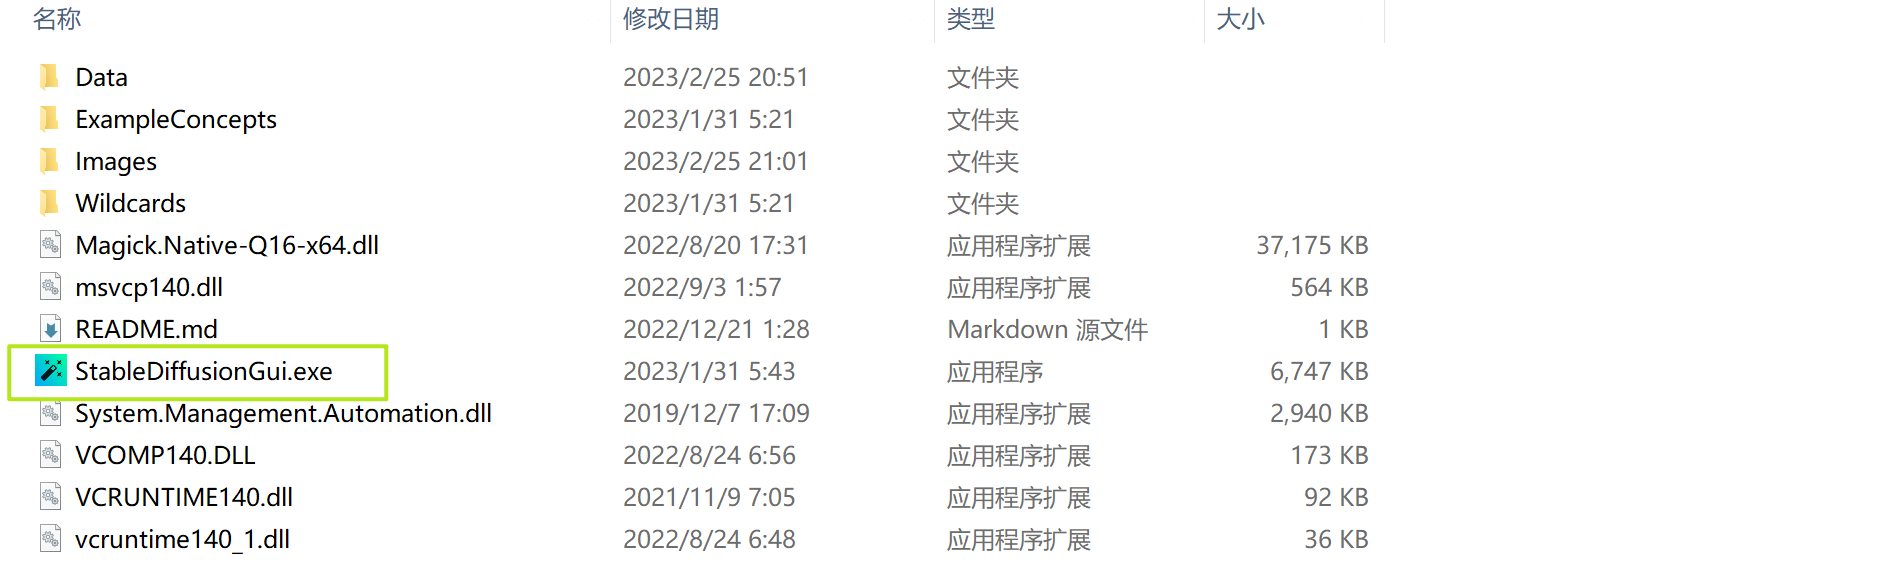 名称 修改日期 类型 大小
Data 2023/2/25 20:51 文件夹
ExampleConcepts 2023/1/31 5:21 文件夹
Images 2023/2/25 21:01 文件夹
Wildcards 2023/1/31 5:21 文件夹
Magick.Native-Q16-x64.dll 2022/8/20 17:31 应用程序扩展 37,175 KB
msvcp140.dll 2022/9/3 1:57 应用程序扩展 564 KB
README.md 2022/12/21 1:28 Markdown 源文件 1 KB
StableDiffusionGui.exe 2023/1/31 5:43 应用程序 6,747 KB
System.Management.Automation.dll 2019/12/7 17:09 应用程序扩展 2,940 KB
VCOMP140.DLL 2022/8/24 6:56 应用程序扩展 173 KB
VCRUNTIME140.dll 2021/11/9 7:05 应用程序扩展 92 KB
vcruntime140_1.dll 2022/8/24 6:48 应用程序扩展 36 KB